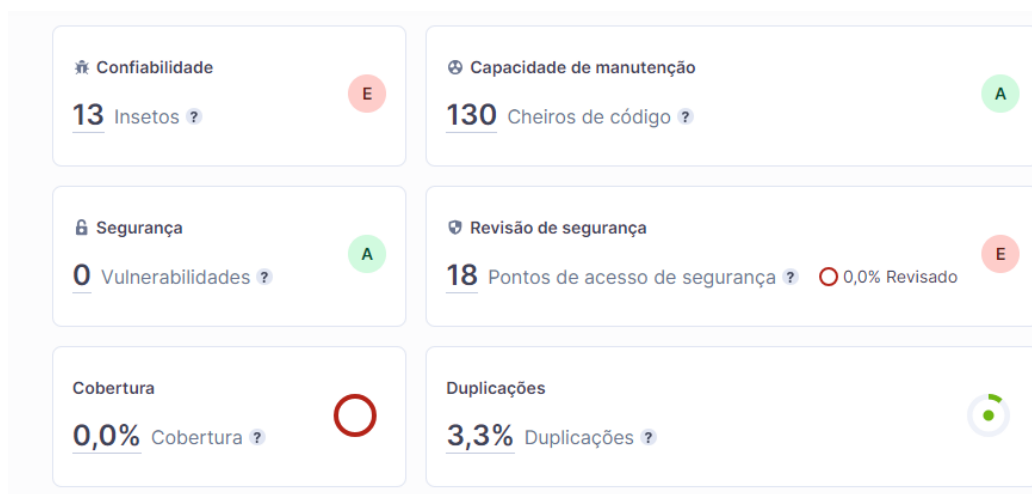 Confiabilidade
13 Insetos ?
E
Capacidade de manutenção
130 Cheiros de código ?
A
Segurança
0 Vulnerabilidades ?
A
Revisão de segurança
18 Pontos de acesso de segurança ? 0,0% Revisado
E
Cobertura
0,0% Cobertura ?
Duplicações
3,3% Duplicações ?